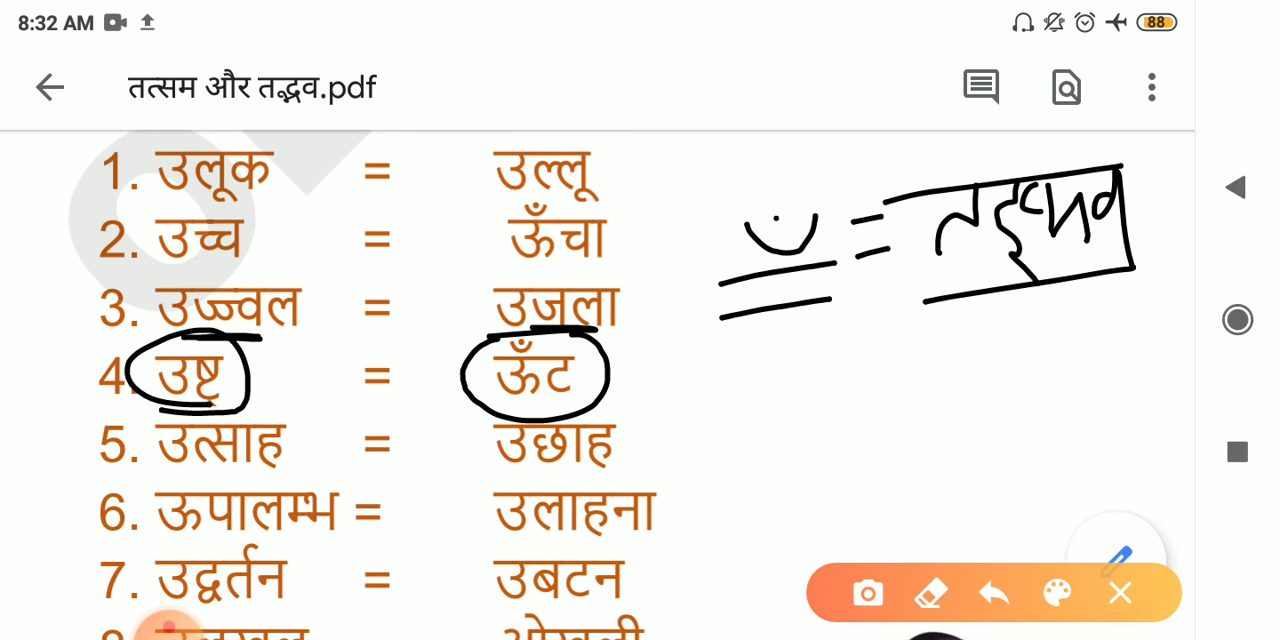 8:32 AM 88
तत्सम और तद्भव.pdf
1. उलूक = उल्लू
2. उच्च = ऊँचा
3. उज्ज्वल = उजला
4. उष्ट्र = ऊँट
5. उत्साह = उछाह
6. ऊपालम्भ = उलाहना
7. उद्वर्तन = उबटन
ँ = तद्भव